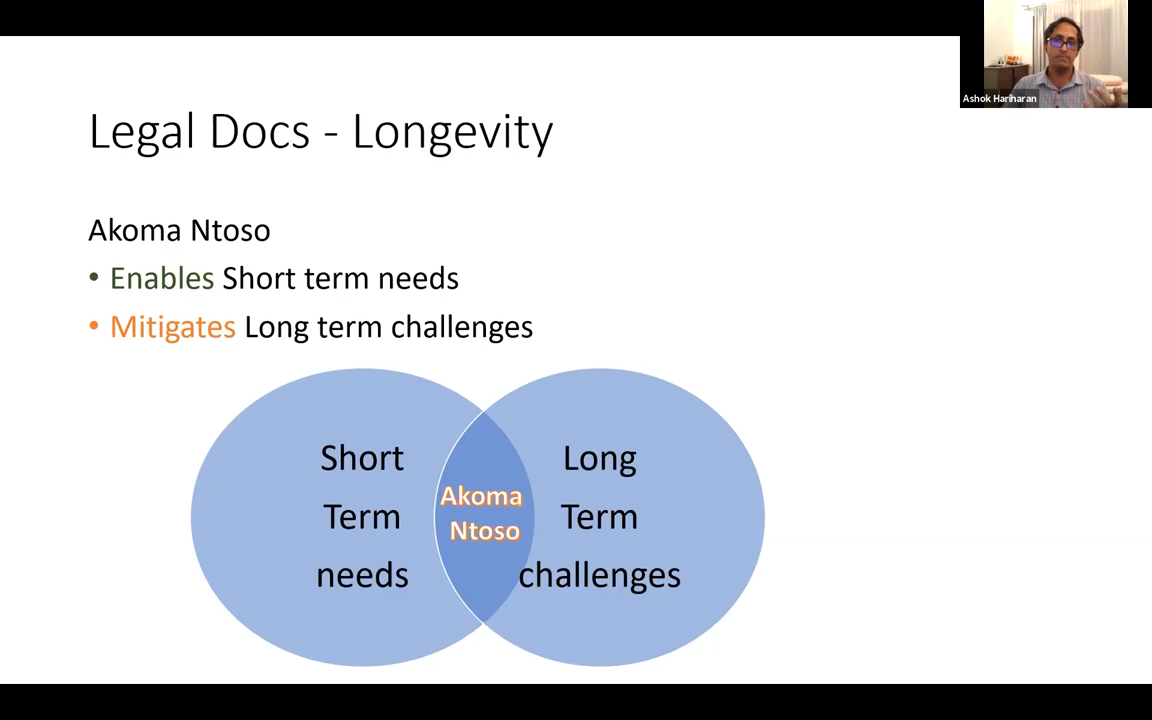 Ashok Hariharan
Legal Docs - Longevity
Akoma Ntoso
• Enables Short term needs
• Mitigates Long term challenges
Short
Term
needs
Akoma
Ntoso
Long
Term
challenges